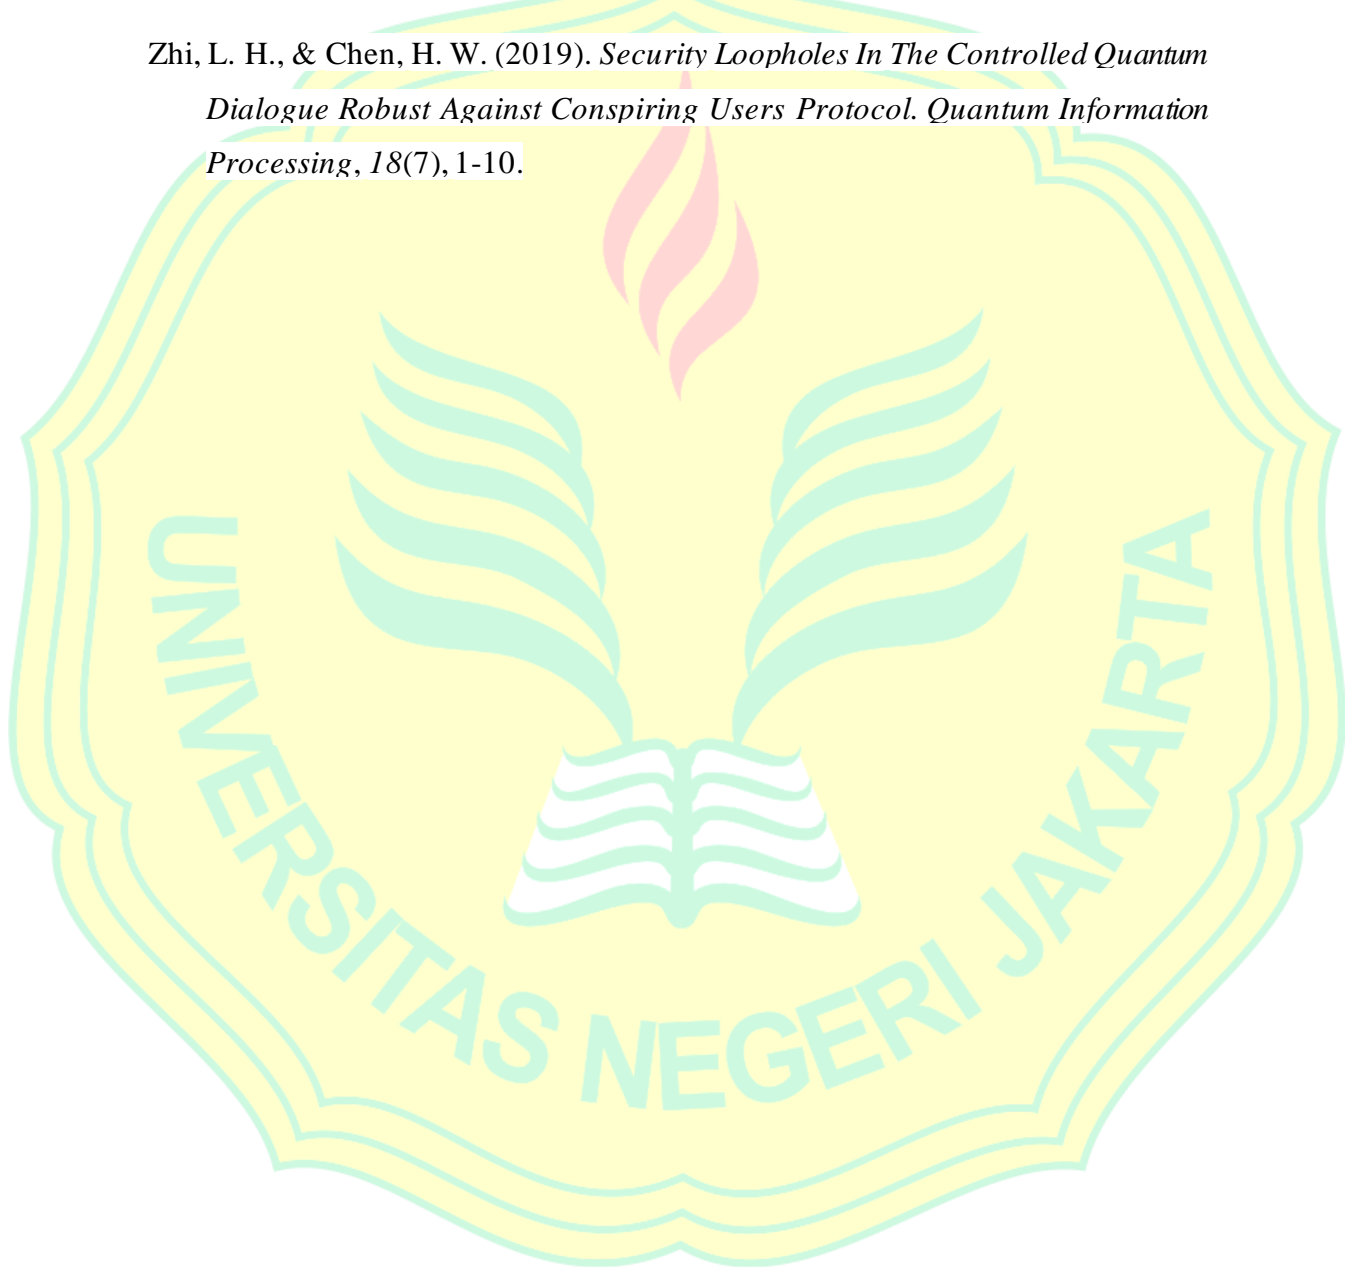 Zhi, L. H., & Chen, H. W. (2019). Security Loopholes In The Controlled Quantum
Dialogue Robust Against Conspiring Users Protocol. Quantum Information
Processing, 18(7), 1-10.
UNIVERSITAS NEGERI JAKARTA